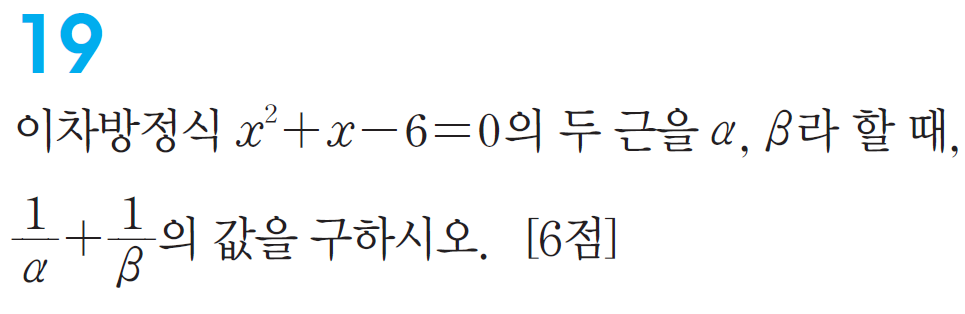 19
이차방정식 x²+x-6=0의 두 근을 α, β라 할 때,
1/α+1/β의 값을 구하시오. [6점]